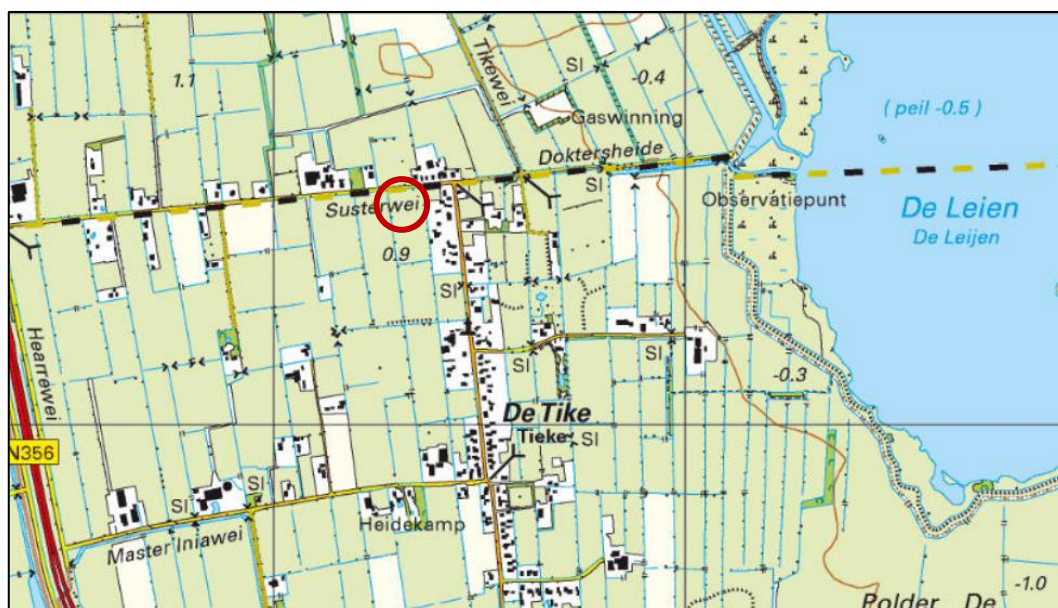 1.1
Tikewei
SI
-0.4
Gaswinning
( peil -0.5 )
Doktersheide
SI
Susterwei
Observatiepunt
De Leien
De Leijen
0.9
SI
Hearrewei
SI
SI
-0.3
De Tike
Tieke
SI
N356
SI
SI
Heidekamp
Master Iniawei
-1.0
Polder De